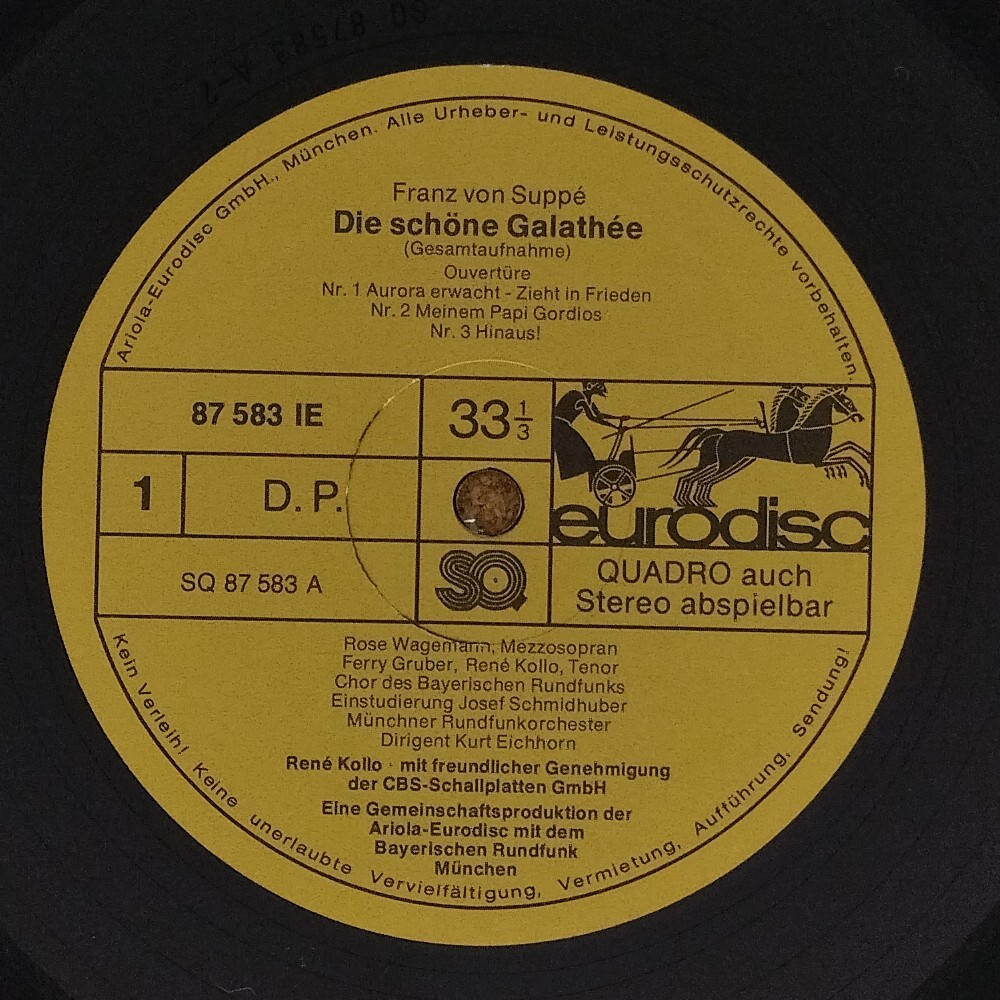 SQ 87583 A-2
Ariola-Eurodisc GmbH., München. Alle Urheber- und Leistungsschutzrechte vorbehalten.
Franz von Suppé
Die schöne Galathée
(Gesamtaufnahme)
Ouvertüre
Nr. 1 Aurora erwacht - Zieht in Frieden
Nr. 2 Meinem Papi Gordios
Nr. 3 Hinaus!
87 583 IE
33 1/3
1
D. P.
eurodisc
SQ 87 583 A
SQ
QUADRO auch
Stereo abspielbar
Rose Wagemann, Mezzosopran
Ferry Gruber, René Kollo, Tenor
Chor des Bayerischen Rundfunks
Einstudierung Josef Schmidhuber
Münchner Rundfunkorchester
Dirigent Kurt Eichhorn
René Kollo · mit freundlicher Genehmigung
der CBS-Schallplatten GmbH
Eine Gemeinschaftsproduktion der
Ariola-Eurodisc mit dem
Bayerischen Rundfunk
München
Kein Verleih! Keine unerlaubte Vervielfältigung, Vermietung, Aufführung, Sendung!